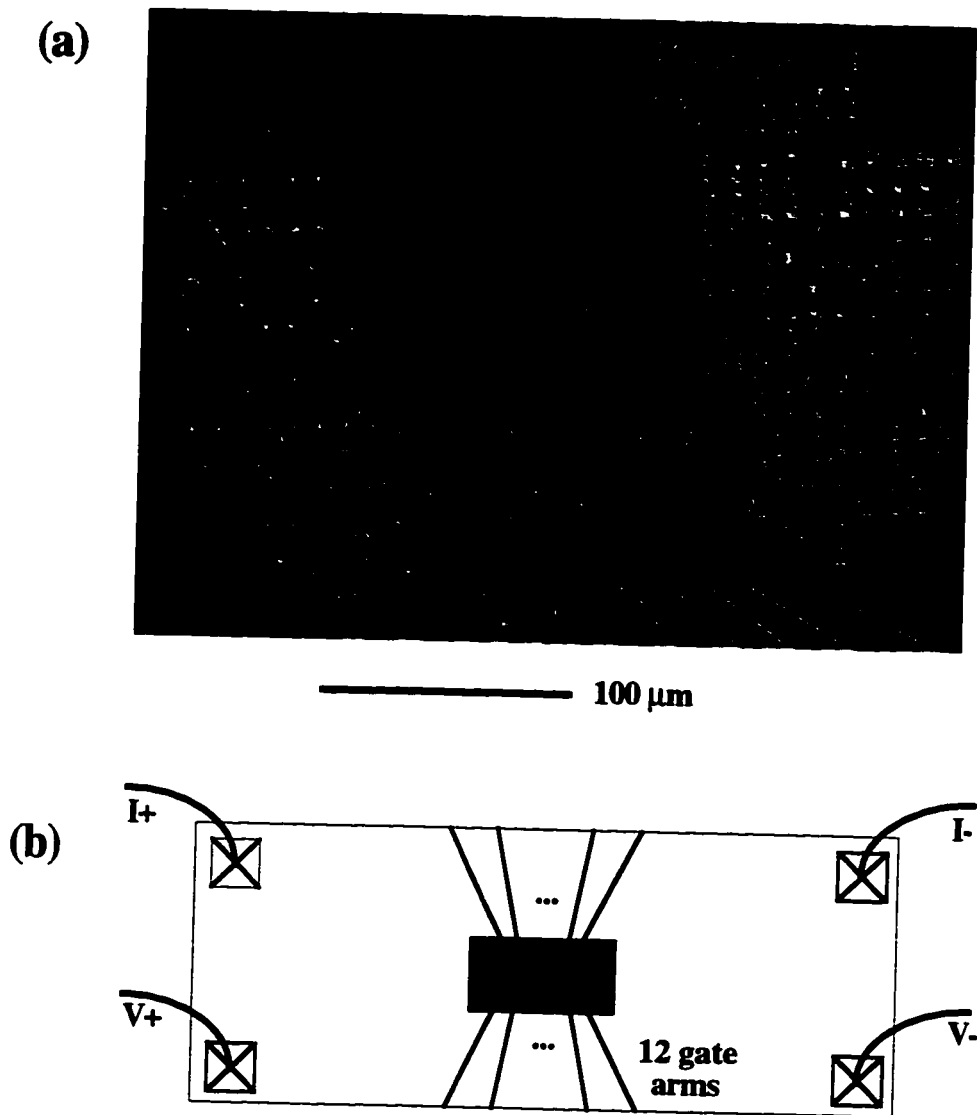 (a)
100 μm
(b)
I+
I-
V+
V-
...
...
12 gate
arms